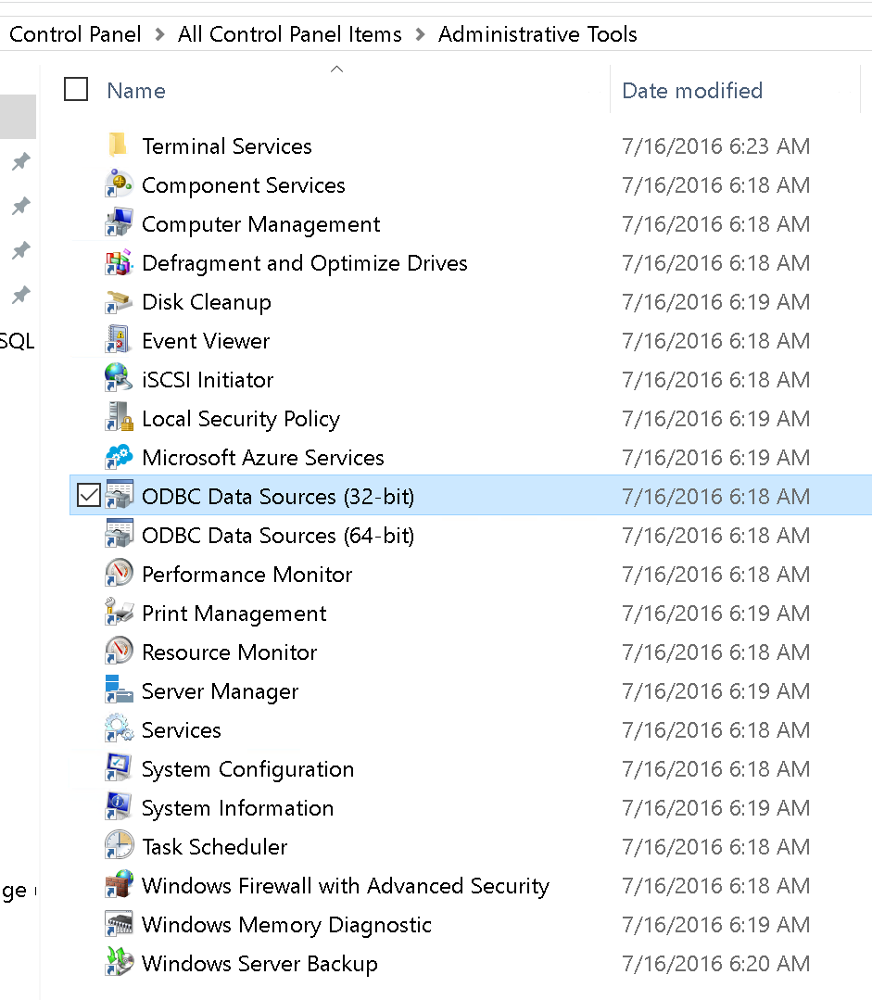 Control Panel > All Control Panel Items > Administrative Tools
Name Date modified
Terminal Services 7/16/2016 6:23 AM
Component Services 7/16/2016 6:18 AM
Computer Management 7/16/2016 6:18 AM
Defragment and Optimize Drives 7/16/2016 6:18 AM
Disk Cleanup 7/16/2016 6:19 AM
SQL Event Viewer 7/16/2016 6:18 AM
iSCSI Initiator 7/16/2016 6:18 AM
Local Security Policy 7/16/2016 6:19 AM
Microsoft Azure Services 7/16/2016 6:19 AM
ODBC Data Sources (32-bit) 7/16/2016 6:18 AM
ODBC Data Sources (64-bit) 7/16/2016 6:18 AM
Performance Monitor 7/16/2016 6:18 AM
Print Management 7/16/2016 6:19 AM
Resource Monitor 7/16/2016 6:18 AM
Server Manager 7/16/2016 6:19 AM
Services 7/16/2016 6:18 AM
System Configuration 7/16/2016 6:18 AM
System Information 7/16/2016 6:19 AM
Task Scheduler 7/16/2016 6:18 AM
Windows Firewall with Advanced Security 7/16/2016 6:18 AM
Windows Memory Diagnostic 7/16/2016 6:19 AM
Windows Server Backup 7/16/2016 6:20 AM